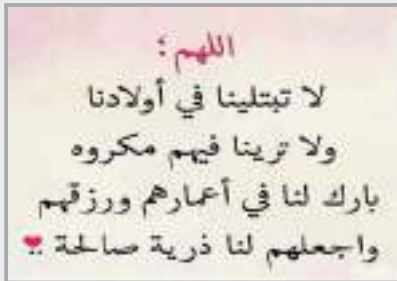 اللهم :
لا تبتلينا في أولادنا
ولا ترينا فيهم مكروه
بارك لنا في أعمارهم ورزقهم
واجعلهم لنا ذرية صالحة ..